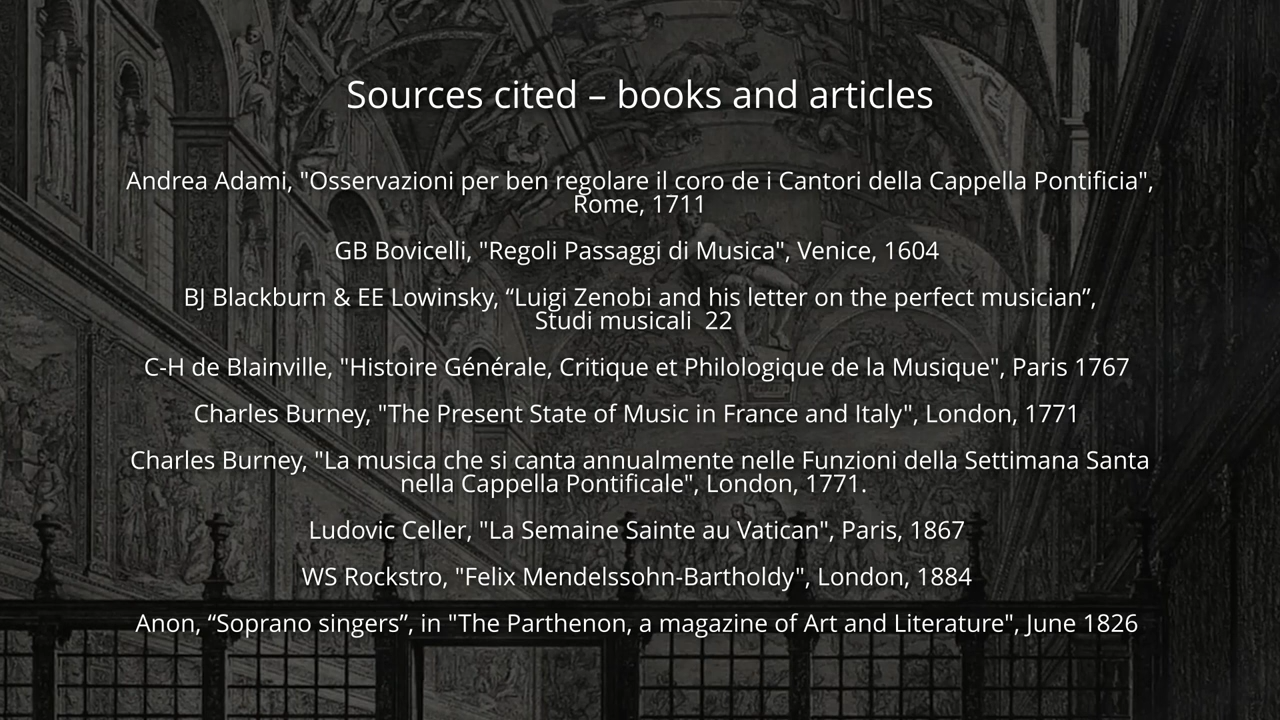 Sources cited – books and articles
Andrea Adami, "Osservazioni per ben regolare il coro de i Cantori della Cappella Pontificia",
Rome, 1711
GB Bovicelli, "Regoli Passaggi di Musica", Venice, 1604
BJ Blackburn & EE Lowinsky, “Luigi Zenobi and his letter on the perfect musician”,
Studi musicali  22
C-H de Blainville, "Histoire Générale, Critique et Philologique de la Musique", Paris 1767
Charles Burney, "The Present State of Music in France and Italy", London, 1771
Charles Burney, "La musica che si canta annualmente nelle Funzioni della Settimana Santa
nella Cappella Pontificale", London, 1771.
Ludovic Celler, "La Semaine Sainte au Vatican", Paris, 1867
WS Rockstro, "Felix Mendelssohn-Bartholdy", London, 1884
Anon, “Soprano singers”, in "The Parthenon, a magazine of Art and Literature", June 1826